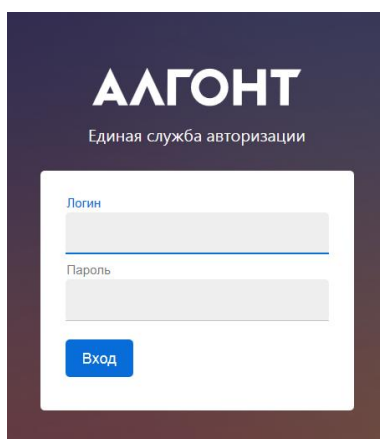 АЛГОНТ
Единая служба авторизации
Логин
Пароль
Вход